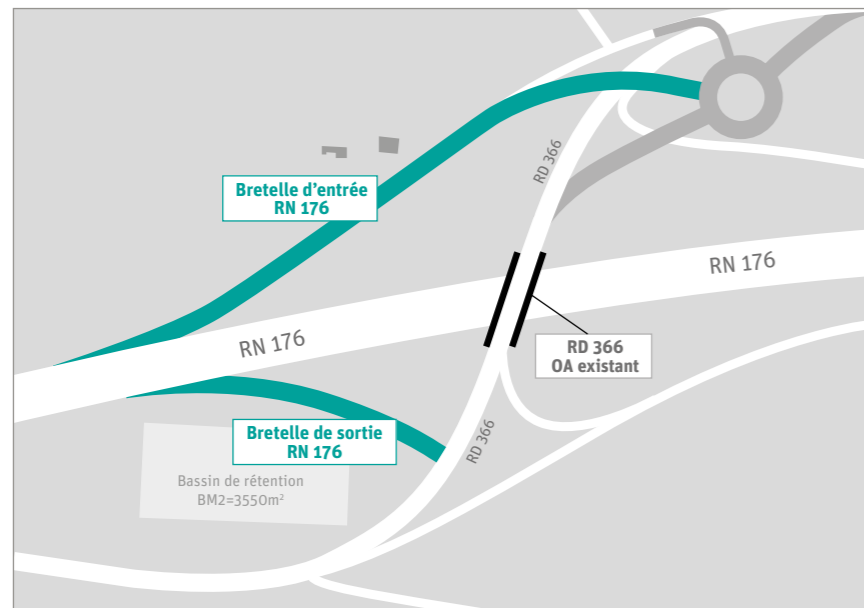 RD 366
Bretelle d’entrée
RN 176
RN 176
RN 176
RD 366
OA existant
Bretelle de sortie
RN 176
RD 366
Bassin de rétention
BM2=3550m²